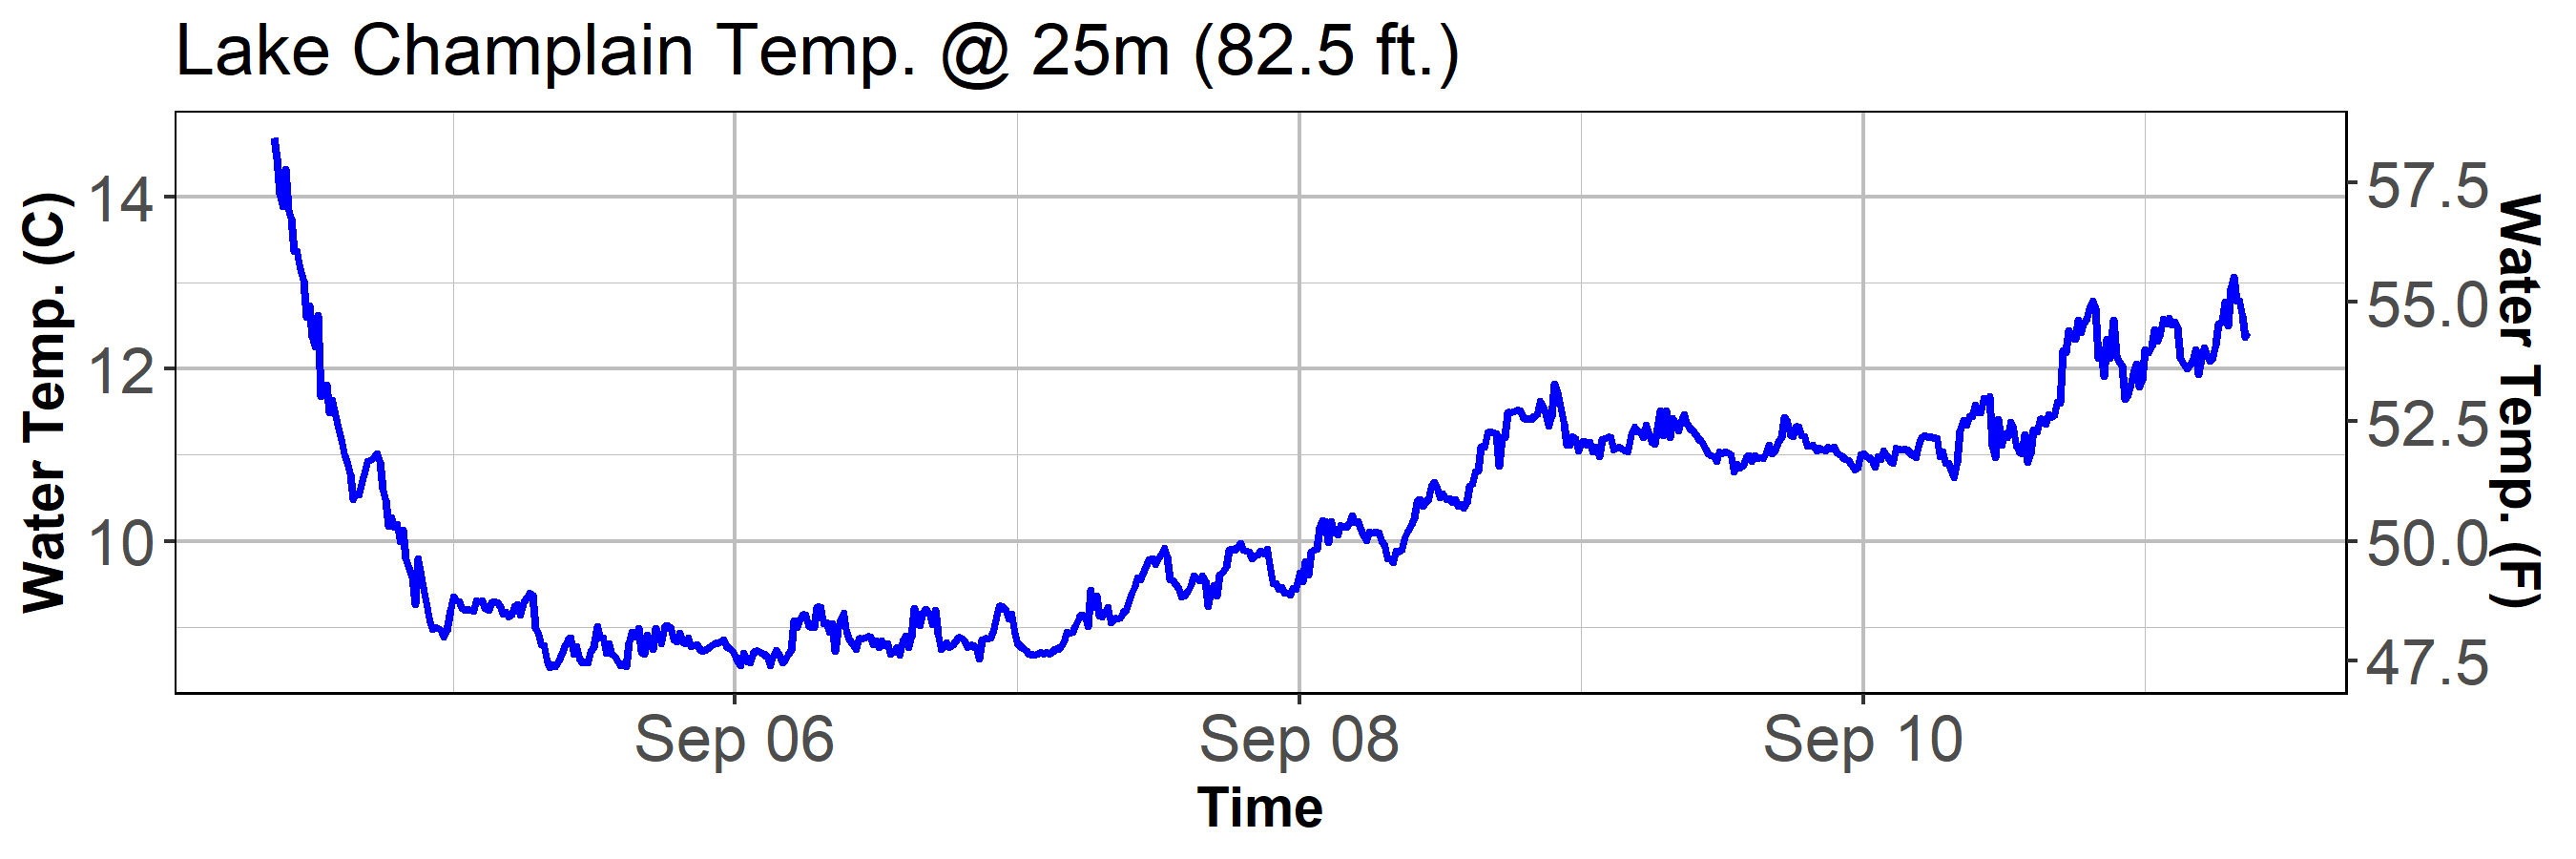 Lake Champlain Temp. @ 25m (82.5 ft.)
Water Temp. (C)
14
12
10
57.5
55.0
52.5
50.0
47.5
Water Temp. (F)
Sep 06 Sep 08 Sep 10
Time